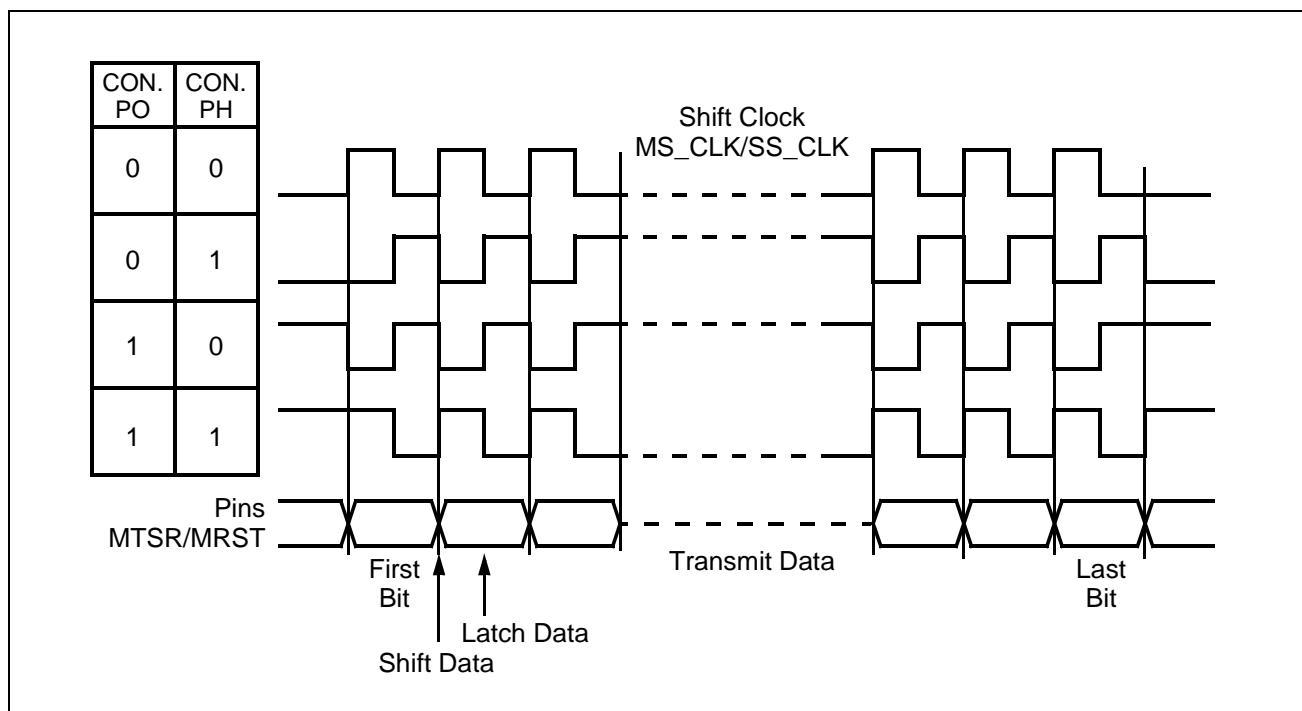 CON. PO CON. PH
0 0
0 1
1 0
1 1
Shift Clock
MS_CLK/SS_CLK
Pins
MTSR/MRST
First
Bit
Transmit Data
Last
Bit
Latch Data
Shift Data